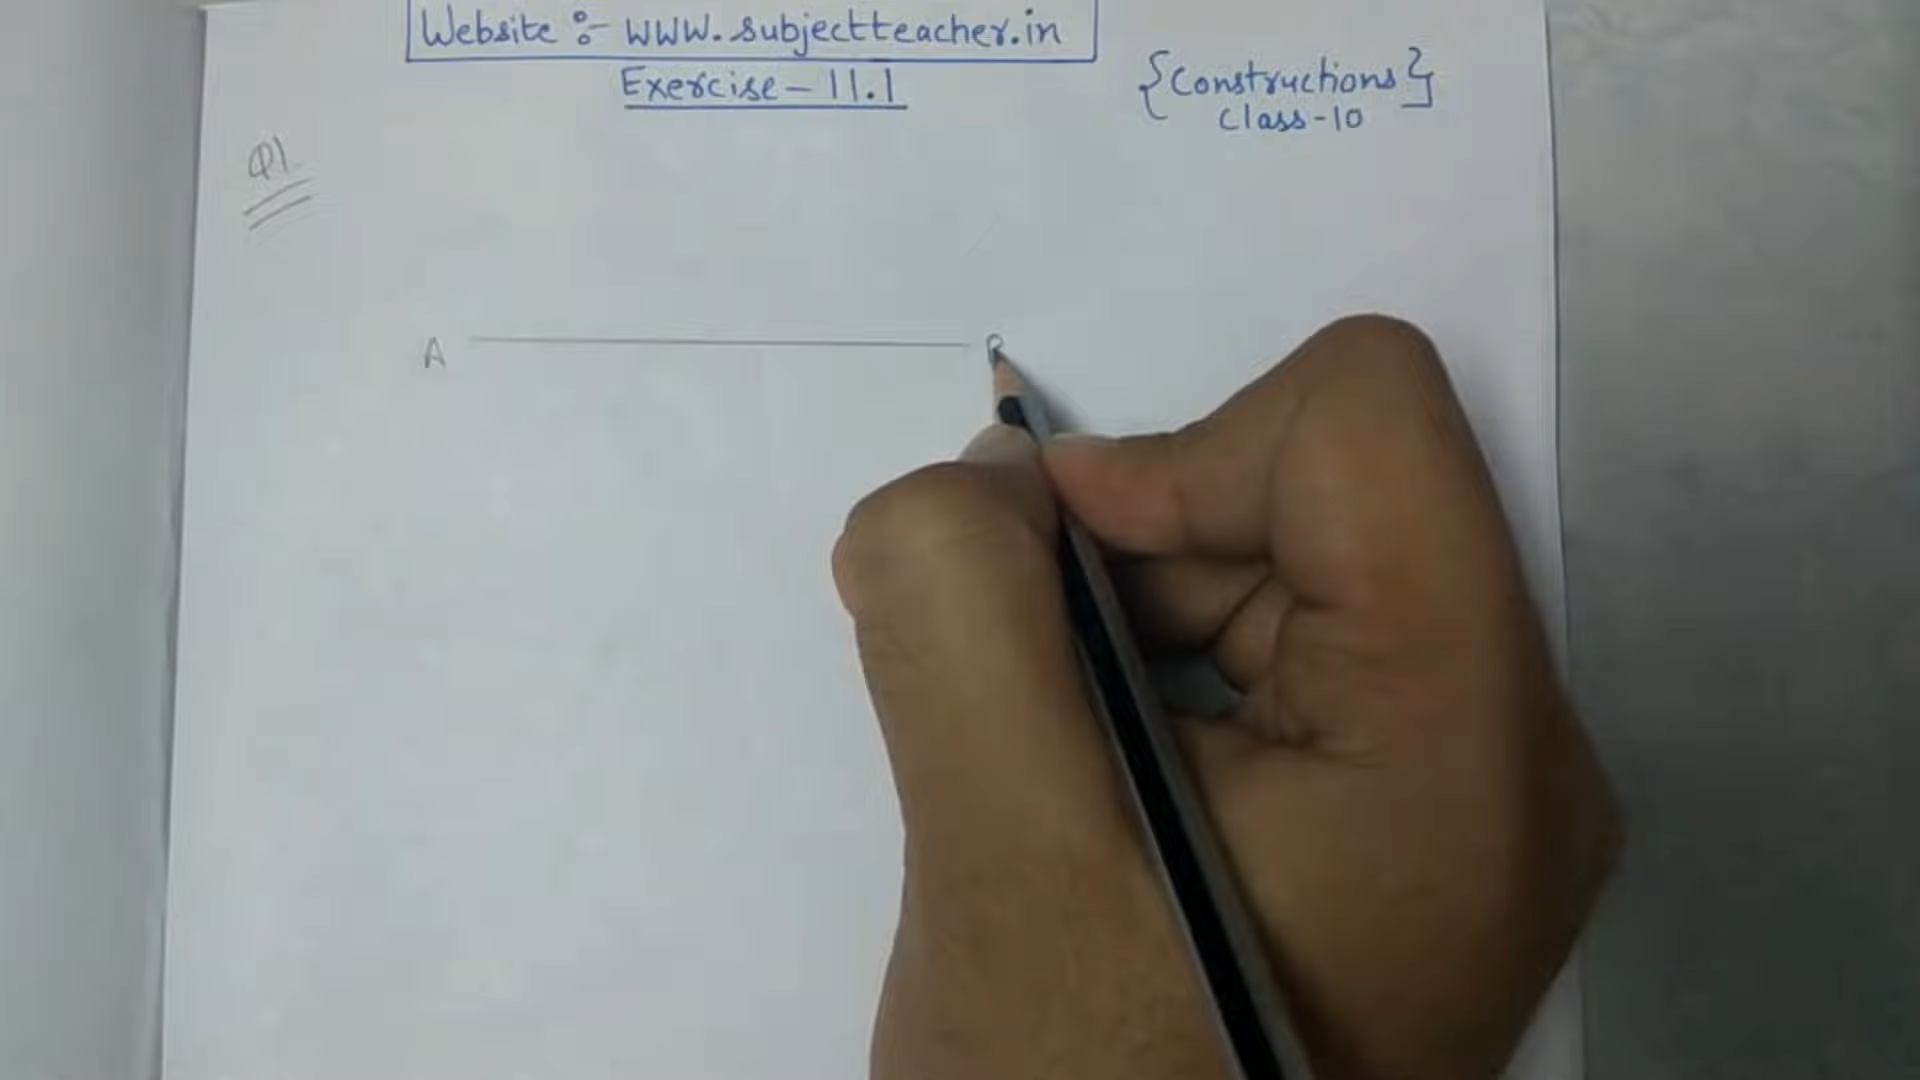 Website :- www.subjectteacher.in
Exercise - 11.1
{Constructions}
Class-10
Q1.
A B